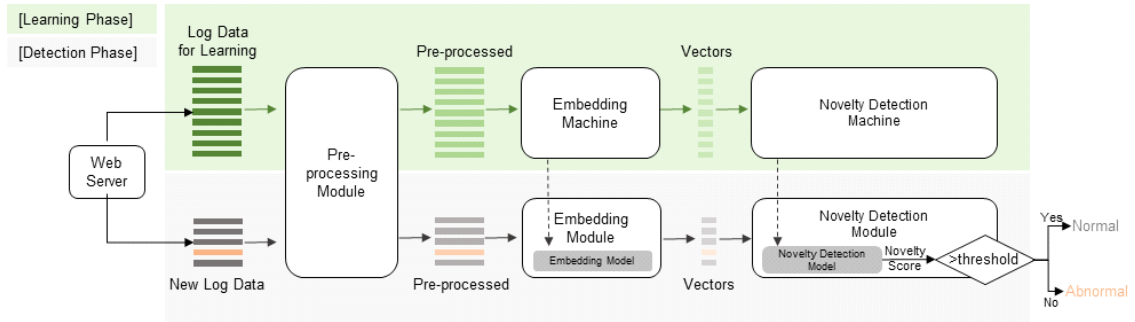 [Learning Phase]
[Detection Phase]
Log Data
for Learning
Pre-processed
Vectors
Embedding
Machine
Novelty Detection
Machine
Web
Server
Pre-
processing
Module
Embedding
Module
Embedding Model
Novelty Detection
Module
Novelty Detection
Model
Novelty
Score
>threshold
Yes
Normal
No
Abnormal
New Log Data
Pre-processed
Vectors